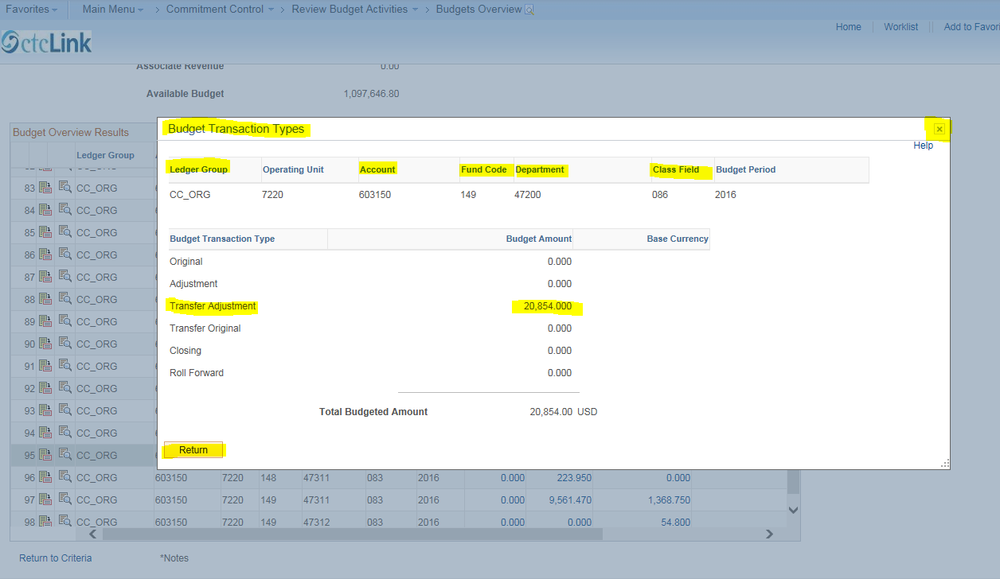 Favorites Main Menu > Commitment Control > Review Budget Activities > Budgets Overview
Home Worklist Add to Favori
ctcLink
Associate Revenue 0.00
Available Budget 1,097,646.80
Budget Overview Results
Ledger Group
83 CC_ORG
84 CC_ORG
85 CC_ORG
86 CC_ORG
87 CC_ORG
88 CC_ORG
89 CC_ORG
90 CC_ORG
91 CC_ORG
92 CC_ORG
93 CC_ORG
94 CC_ORG
95 CC_ORG
Budget Transaction Types
Help
Ledger Group Operating Unit Account Fund Code Department Class Field Budget Period
CC_ORG 7220 603150 149 47200 086 2016
Budget Transaction Type Budget Amount Base Currency
Original 0.000
Adjustment 0.000
Transfer Adjustment 20,854.000
Transfer Original 0.000
Closing 0.000
Roll Forward 0.000
Total Budgeted Amount 20,854.00 USD
Return
96 CC_ORG 603150 7220 148 47311 083 2016 0.000 223.950 0.000
97 CC_ORG 603150 7220 149 47311 083 2016 0.000 9,561.470 1,368.750
98 CC_ORG 603150 7220 149 47312 083 2016 0.000 0.000 54.800
Return to Criteria *Notes